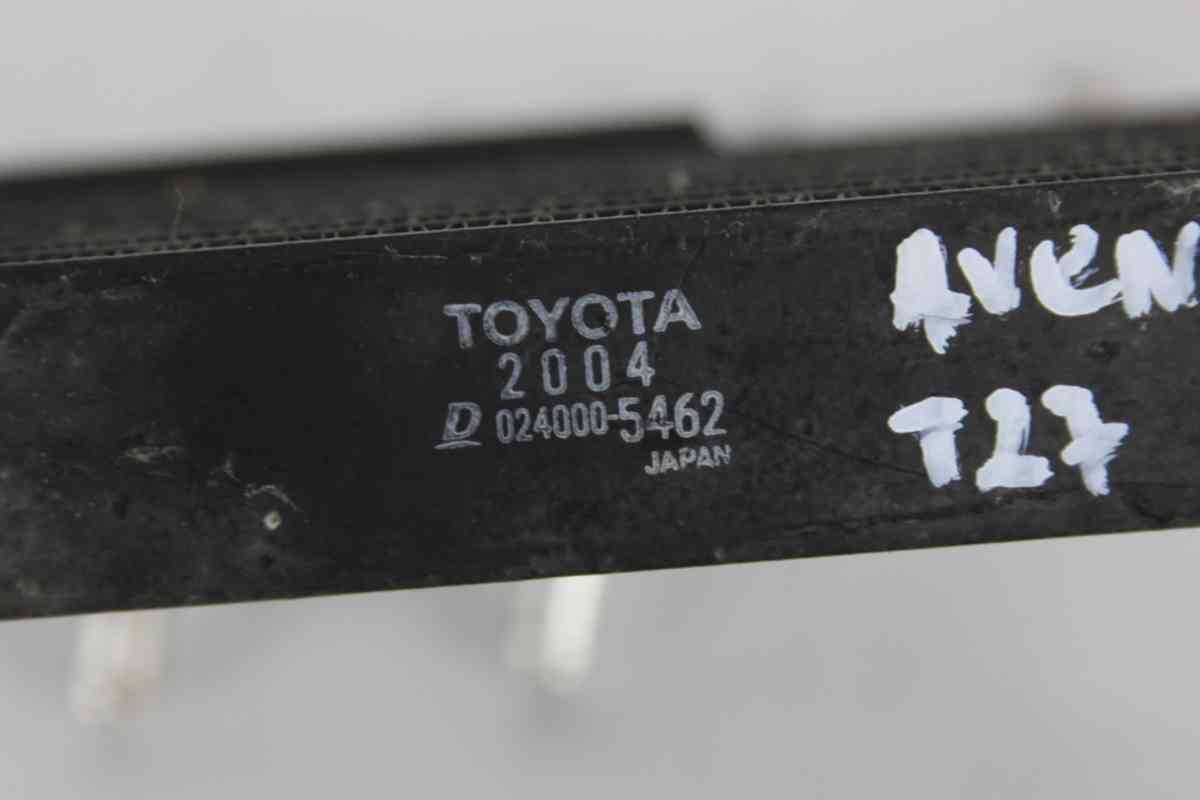 TOYOTA
2004
D 024000-5462
JAPAN
AVEN
T27